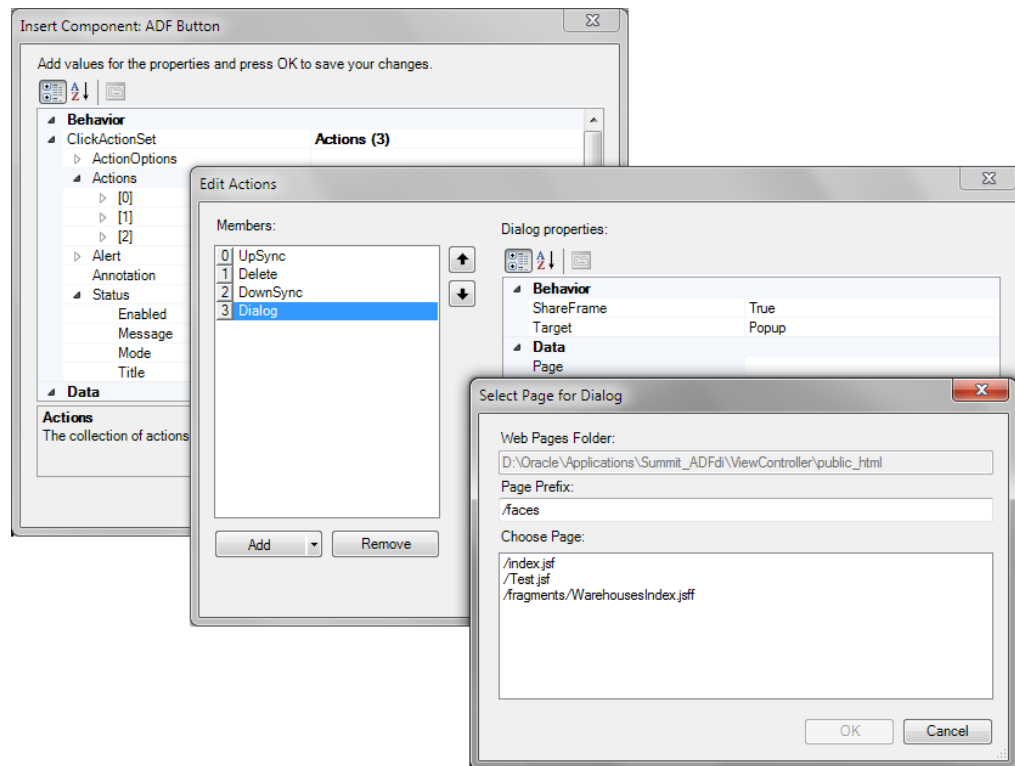 Insert Component: ADF Button
Add values for the properties and press OK to save your changes.
Behavior
ClickActionSet Actions (3)
ActionOptions
Actions
[0]
[1]
[2]
Alert
Annotation
Status
Enabled
Message
Mode
Title
Data
Actions
The collection of actions
Edit Actions
Members:
0 UpSync
1 Delete
2 DownSync
3 Dialog
Add Remove
Dialog properties:
Behavior
ShareFrame True
Target Popup
Data
Page
Select Page for Dialog
Web Pages Folder:
D:\Oracle\Applications\Summit_ADFdi\ViewController\public_html
Page Prefix:
/faces
Choose Page:
/index.jsf
/Test.jsf
/fragments/WarehousesIndex.jsff
OK Cancel